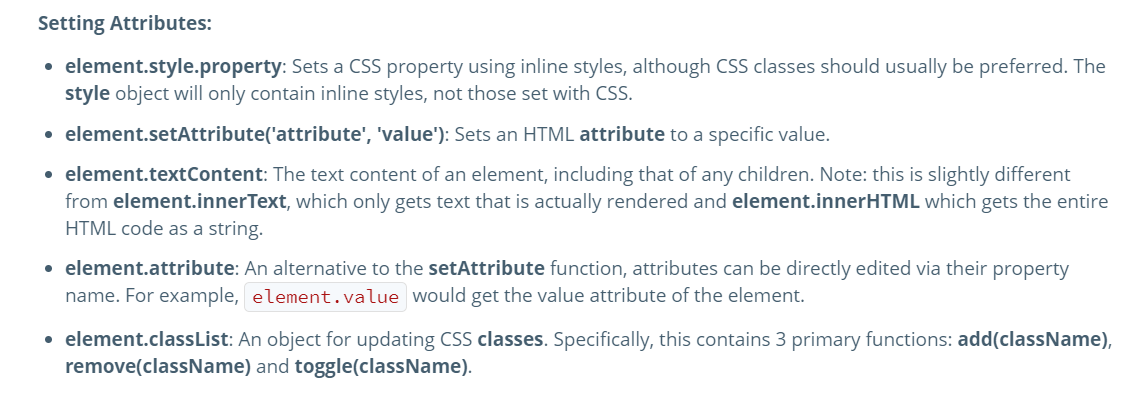 Setting Attributes:
element.style.property: Sets a CSS property using inline styles, although CSS classes should usually be preferred. The
style object will only contain inline styles, not those set with CSS.
element.setAttribute('attribute', 'value'): Sets an HTML attribute to a specific value.
element.textContent: The text content of an element, including that of any children. Note: this is slightly different
from element.innerText, which only gets text that is actually rendered and element.innerHTML which gets the entire
HTML code as a string.
element.attribute: An alternative to the setAttribute function, attributes can be directly edited via their property
name. For example, element.value would get the value attribute of the element.
element.classList: An object for updating CSS classes. Specifically, this contains 3 primary functions: add(className),
remove(className) and toggle(className).